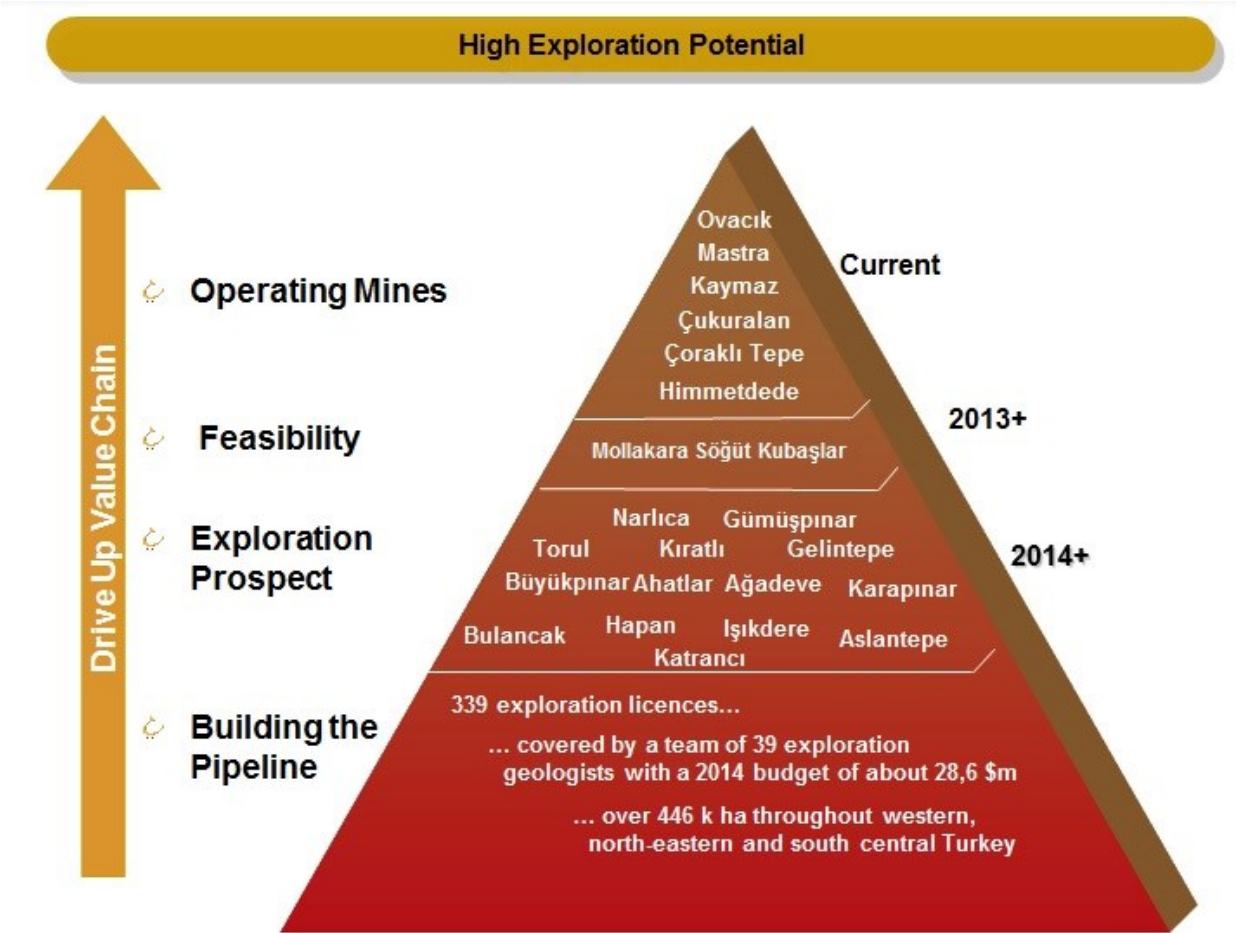 High Exploration Potential
Drive Up Value Chain
Operating Mines
Feasibility
Exploration
Prospect
Building the
Pipeline
Ovacık
Mastra
Kaymaz
Çukuralan
Çoraklı Tepe
Himmetdede
Current
Mollakara Söğüt Kubaşlar
2013+
Narlıca Gümüşpınar
Torul Kıratlı Gelintepe
Büyükpınar Ahatlar Ağadeve Karapınar
Bulancak Hapan Işıkdere Aslantepe
Katrancı
2014+
339 exploration licences...
... covered by a team of 39 exploration
geologists with a 2014 budget of about 28,6 $m
... over 446 k ha throughout western,
north-eastern and south central Turkey